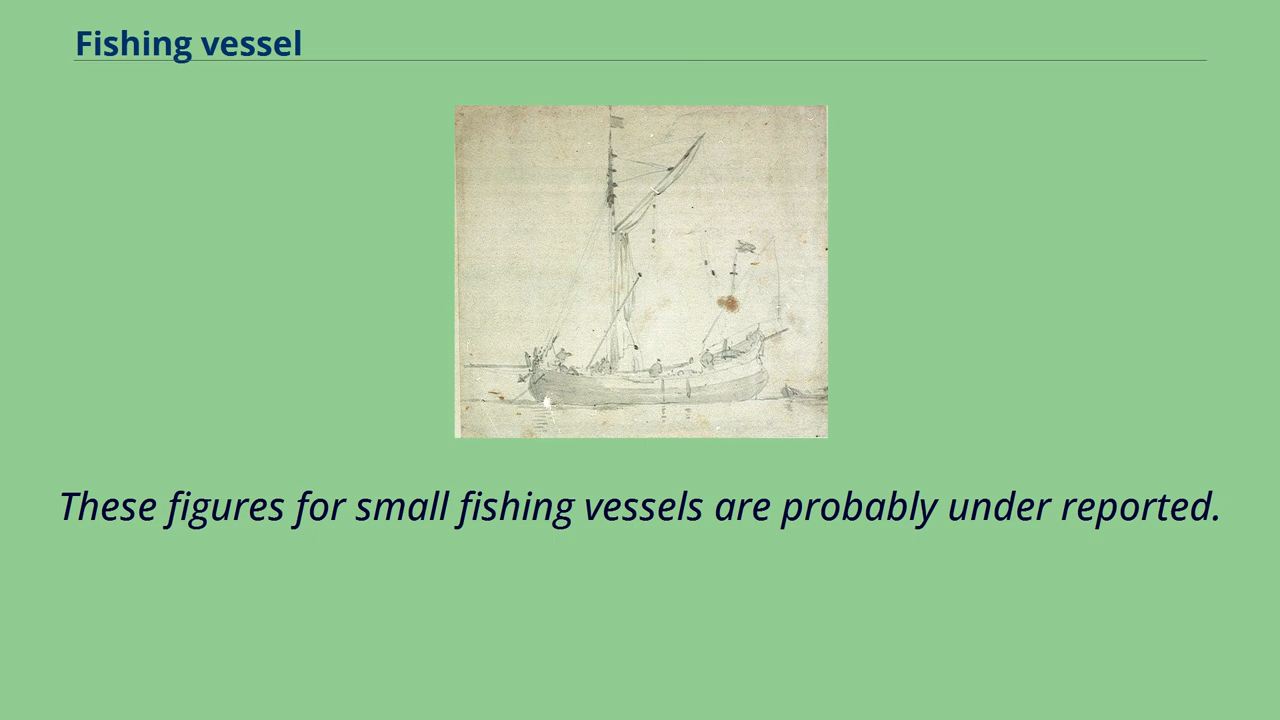 Fishing vessel
These figures for small fishing vessels are probably under reported.